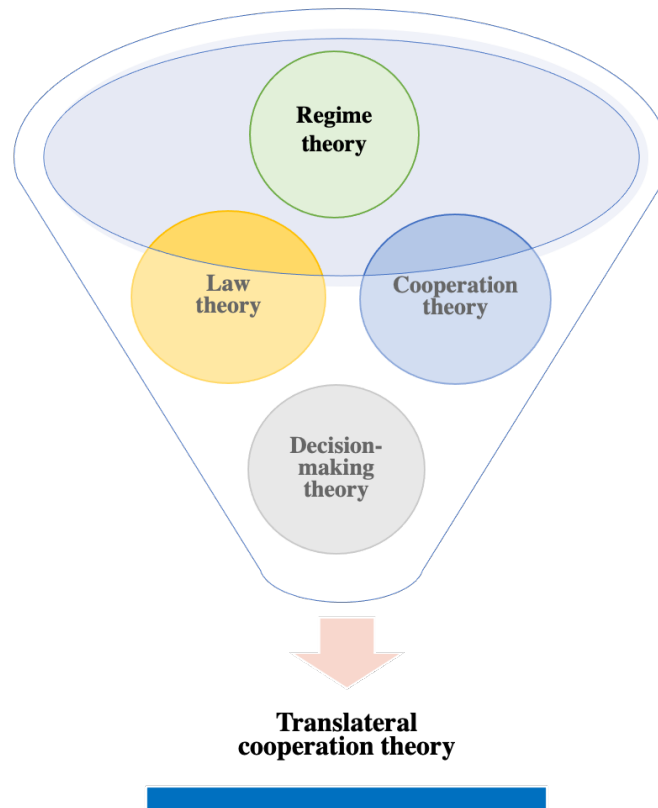 Regime
theory
Law
theory
Cooperation
theory
Decision-
making
theory
Translateral
cooperation theory